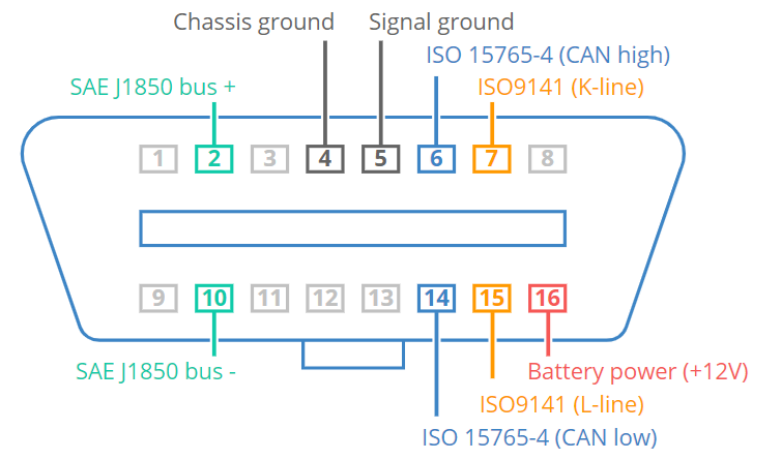 Chassis ground
Signal ground
ISO 15765-4 (CAN high)
SAE J1850 bus +
ISO9141 (K-line)
1 2 3 4 5 6 7 8
9 10 11 12 13 14 15 16
SAE J1850 bus -
Battery power (+12V)
ISO9141 (L-line)
ISO 15765-4 (CAN low)